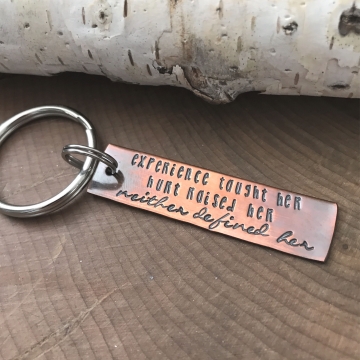 experience taught her
hurt raised her
neither defined her